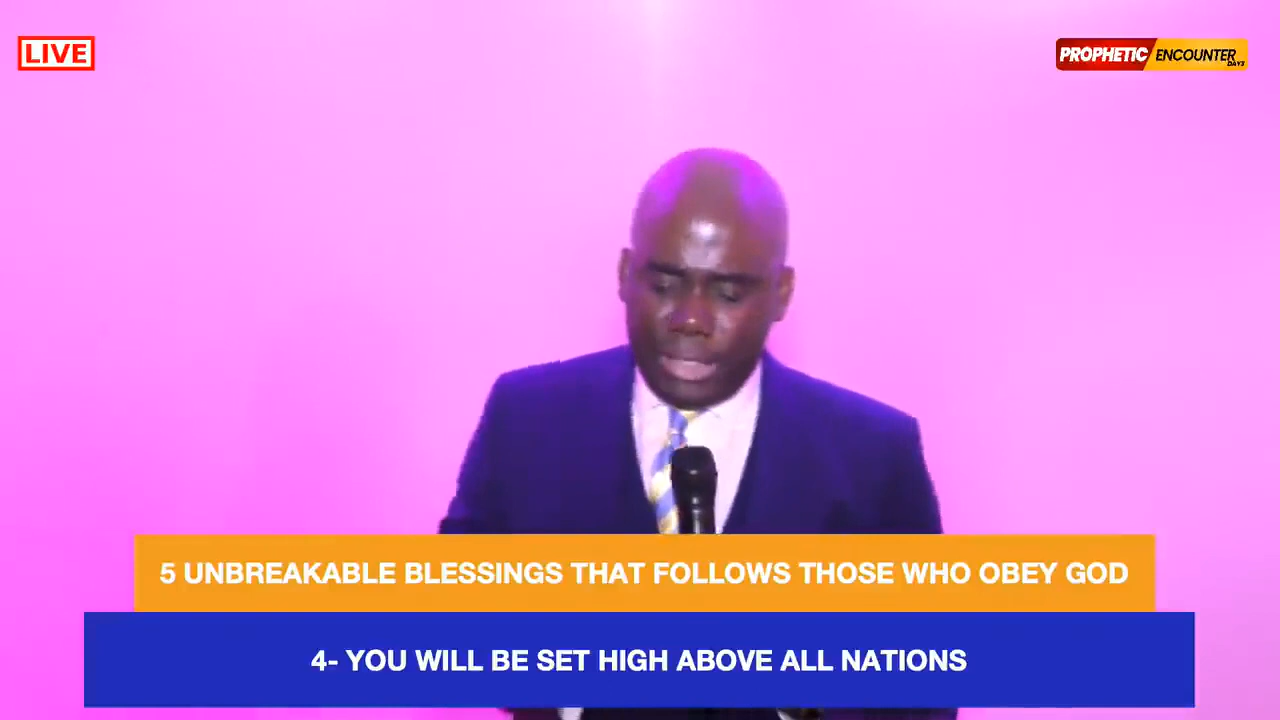 LIVE
PROPHETIC ENCOUNTER
DAYS
5 UNBREAKABLE BLESSINGS THAT FOLLOWS THOSE WHO OBEY GOD
4- YOU WILL BE SET HIGH ABOVE ALL NATIONS